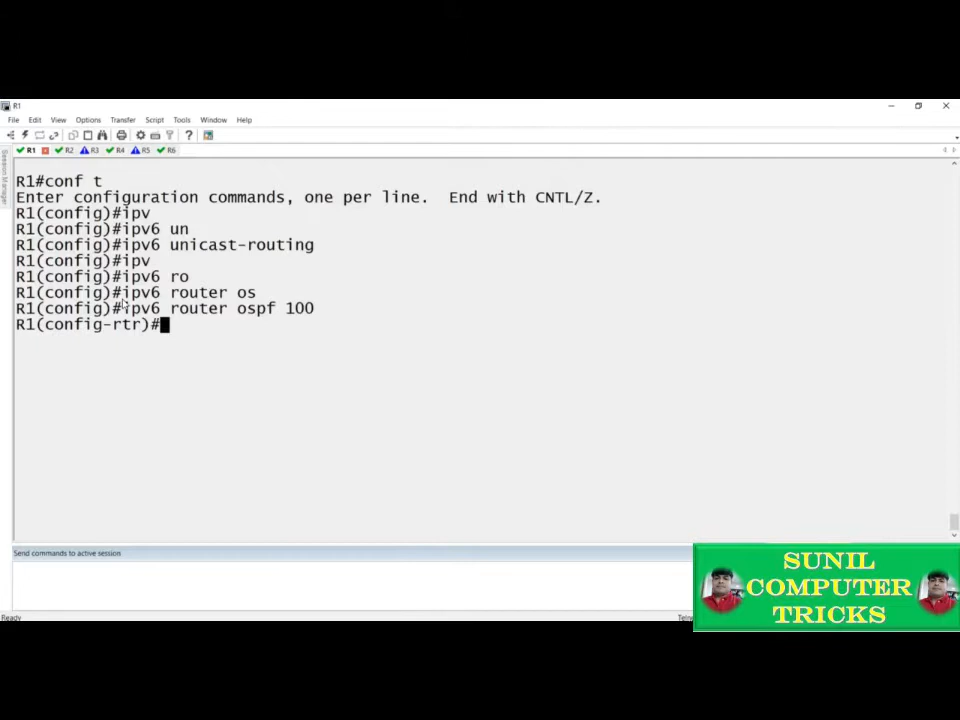 R1
File Edit View Options Transfer Script Tools Window Help
R1 R2 R3 R4 R5 R6
Session Manager
R1#conf t
Enter configuration commands, one per line.  End with CNTL/Z.
R1(config)#ipv
R1(config)#ipv6 un
R1(config)#ipv6 unicast-routing
R1(config)#ipv
R1(config)#ipv6 ro
R1(config)#ipv6 router os
R1(config)#ipv6 router ospf 100
R1(config-rtr)#
Send commands to active session
SUNIL
COMPUTER
TRICKS
Ready